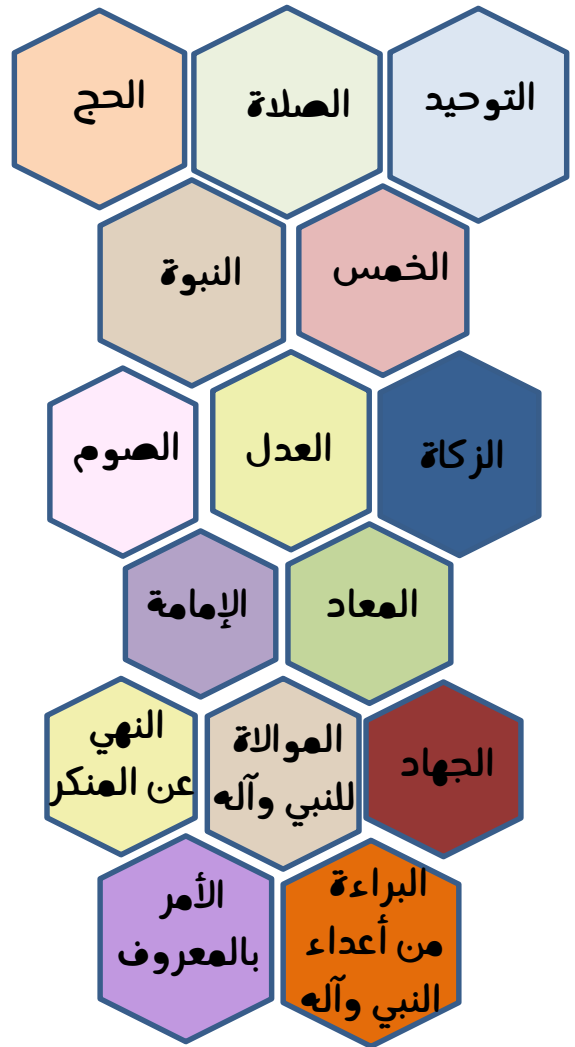 التوحيد
الصلاة
الحج
الخمس
النبوة
الزكاة
العدل
الصوم
المعاد
الإمامة
الجهاد
الموالاة
للنبي وآله
النهي
عن المنكر
البراءة
من أعداء
النبي وآله
الأمر
بالمعروف